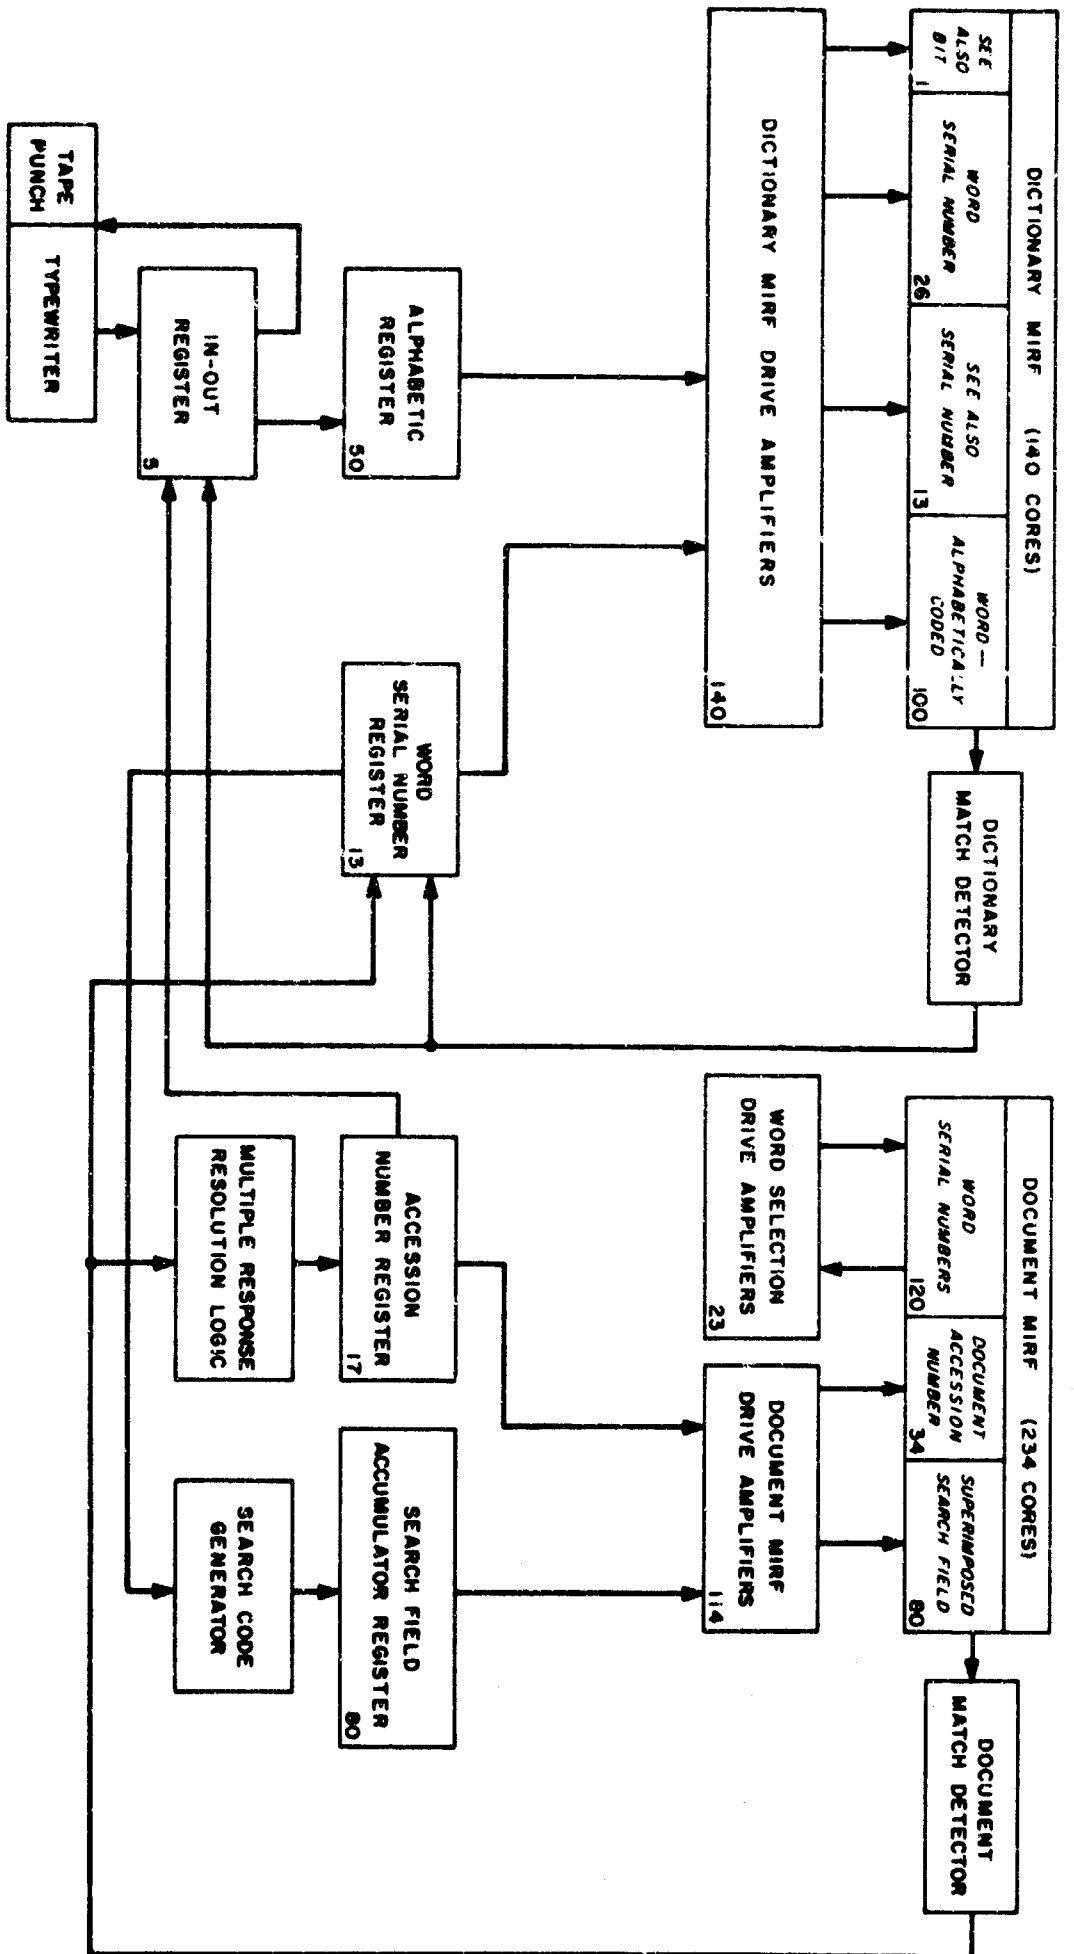 DICTIONARY MIRF (140 CORES)
SEE
ALSO
BIT
1
WORD
SERIAL NUMBER
26
SEE ALSO
SERIAL NUMBER
13
WORD—
ALPHABETICALLY
CODED
100
DICTIONARY
MATCH DETECTOR
DICTIONARY MIRF DRIVE AMPLIFIERS
140
ALPHABETIC
REGISTER
50
WORD
SERIAL NUMBER
REGISTER
13
IN-OUT
REGISTER
5
TAPE
PUNCH
TYPEWRITER
DOCUMENT MIRF (234 CORES)
WORD
SERIAL NUMBERS
120
DOCUMENT
ACCESSION
NUMBER
34
SUPERIMPOSED
SEARCH FIELD
80
DOCUMENT
MATCH DETECTOR
WORD SELECTION
DRIVE AMPLIFIERS
23
DOCUMENT MIRF
DRIVE AMPLIFIERS
114
ACCESSION
NUMBER REGISTER
17
SEARCH FIELD
ACCUMULATOR REGISTER
80
MULTIPLE RESPONSE
RESOLUTION LOGIC
SEARCH CODE
GENERATOR